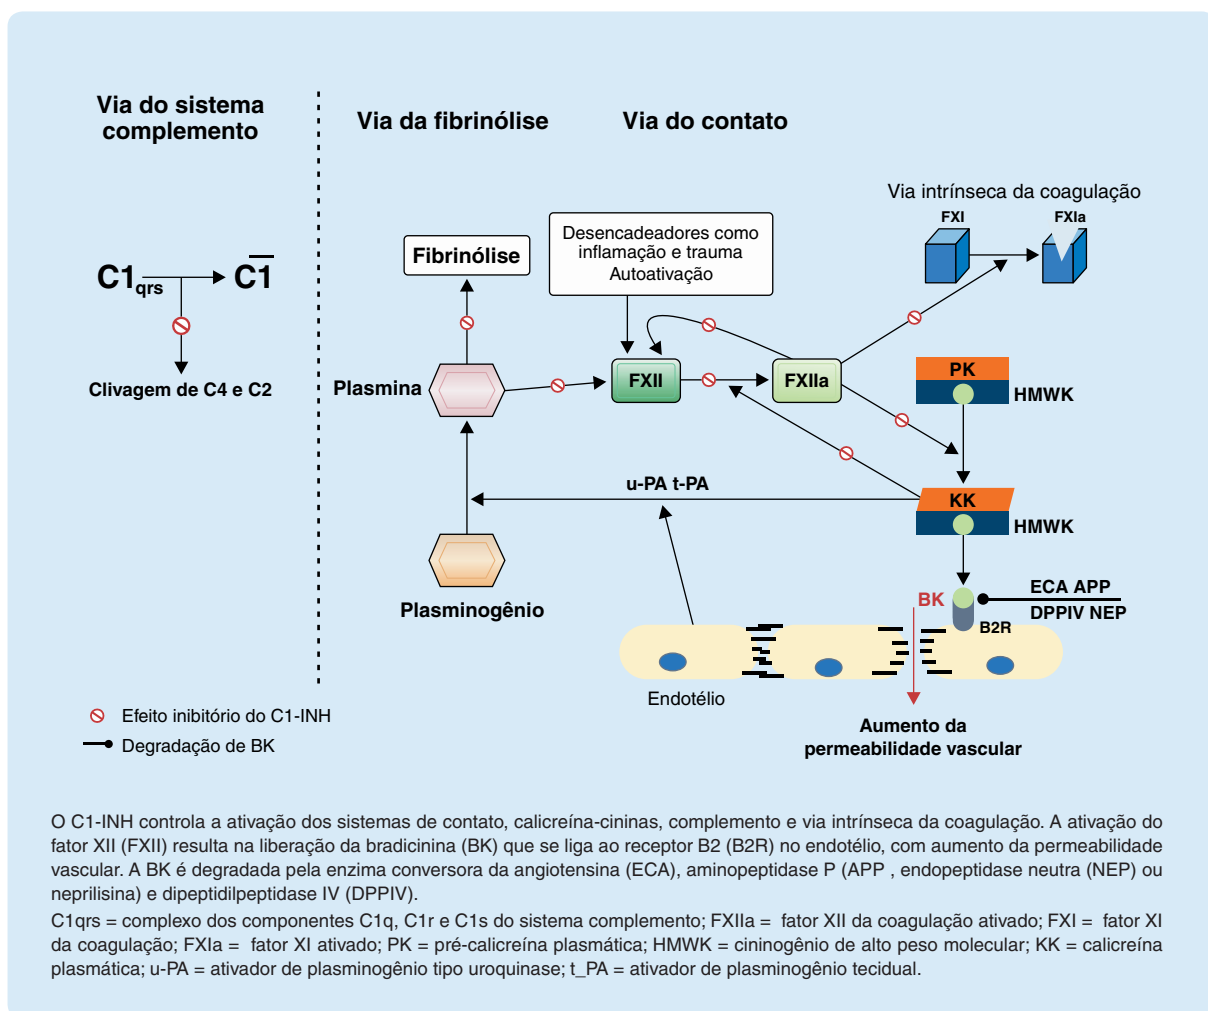 Via do sistema
complemento
Via da fibrinólise
Via do contato
Via intrínseca da coagulação
FXI
FXIa
Desencadeadores como
inflamação e trauma
Autoativação
Fibrinólise
C1qrs
C1
Clivagem de C4 e C2
Plasmina
FXII
FXIIa
PK
HMWK
u-PA t-PA
KK
HMWK
Plasminogênio
BK
ECA APP
DPPIV NEP
B2R
Endotélio
Aumento da
permeabilidade vascular
Efeito inibitório do C1-INH
Degradação de BK
O C1-INH controla a ativação dos sistemas de contato, calicreína-cininas, complemento e via intrínseca da coagulação. A ativação do
fator XII (FXII) resulta na liberação da bradicinina (BK) que se liga ao receptor B2 (B2R) no endotélio, com aumento da permeabilidade
vascular. A BK é degradada pela enzima conversora da angiotensina (ECA), aminopeptidase P (APP , endopeptidase neutra (NEP) ou
neprilisina) e dipeptidilpeptidase IV (DPPIV).
C1qrs = complexo dos componentes C1q, C1r e C1s do sistema complemento; FXIIa = fator XII da coagulação ativado; FXI = fator XI
da coagulação; FXIa = fator XI ativado; PK = pré-calicreína plasmática; HMWK = cininogênio de alto peso molecular; KK = calicreína
plasmática; u-PA = ativador de plasminogênio tipo uroquinase; t_PA = ativador de plasminogênio tecidual.